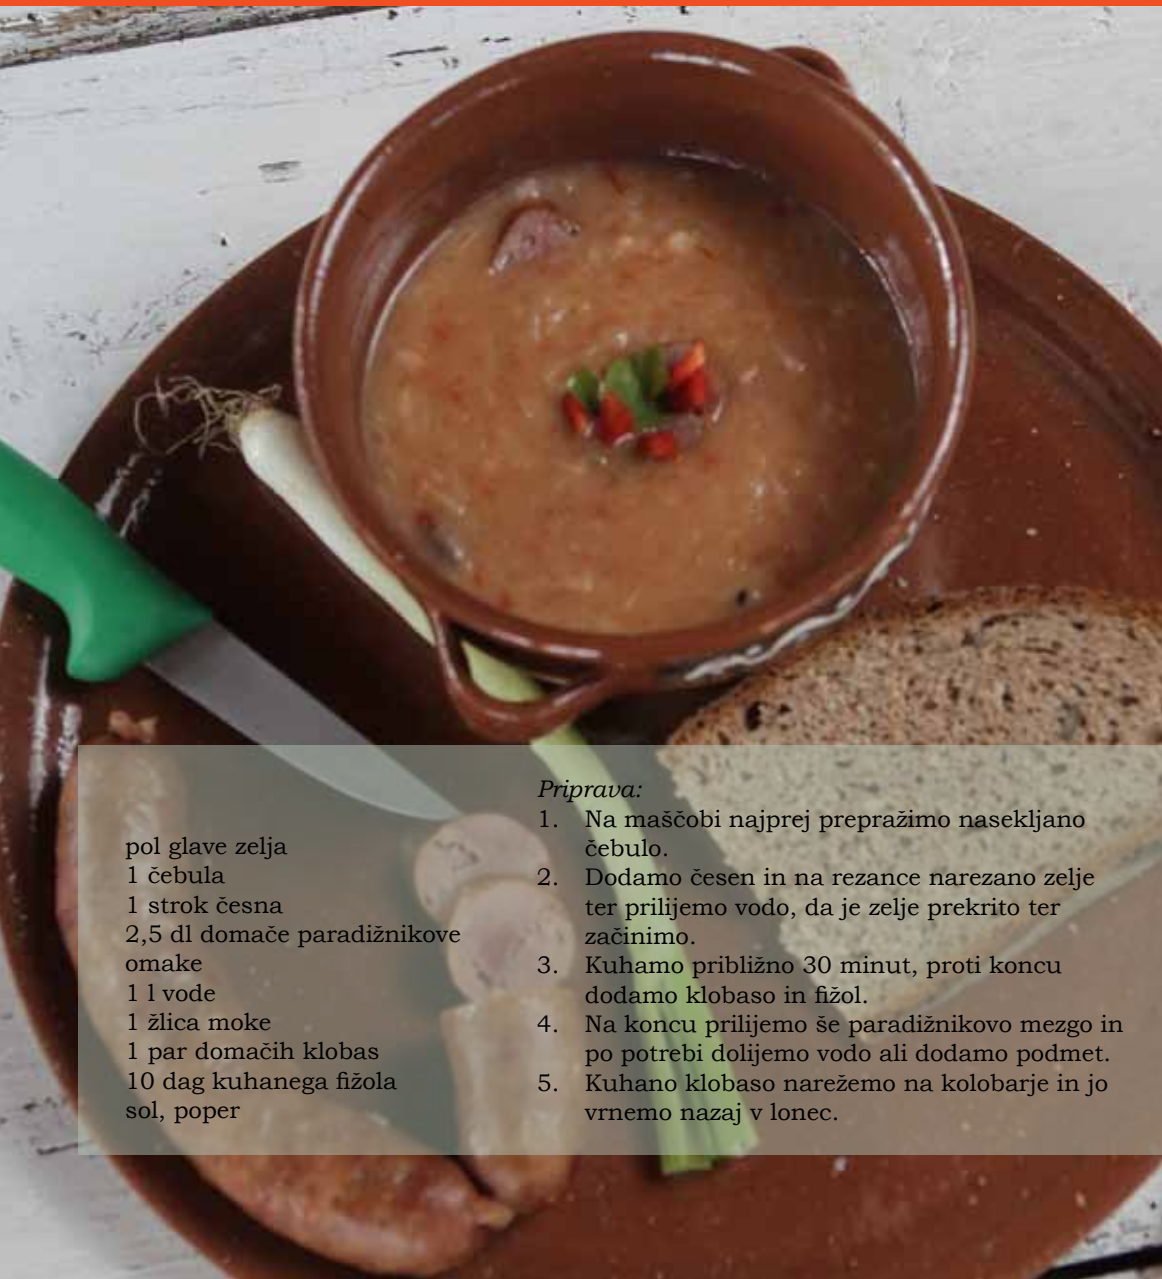 pol glave zelja
1 čebula
1 strok česna
2,5 dl domače paradižnikove
omake
1 l vode
1 žlica moke
1 par domačih klobas
10 dag kuhanega fižola
sol, poper
Priprava:
1. Na maščobi najprej prepražimo nasekljano
čebulo.
2. Dodamo česen in na rezance narezano zelje
ter prilijemo vodo, da je zelje prekrito ter
začinimo.
3. Kuhamo približno 30 minut, proti koncu
dodamo klobaso in fižol.
4. Na koncu prilijemo še paradižnikovo mezgo in
po potrebi dolijemo vodo ali dodamo podmet.
5. Kuhano klobaso narežemo na kolobarje in jo
vrnemo nazaj v lonec.